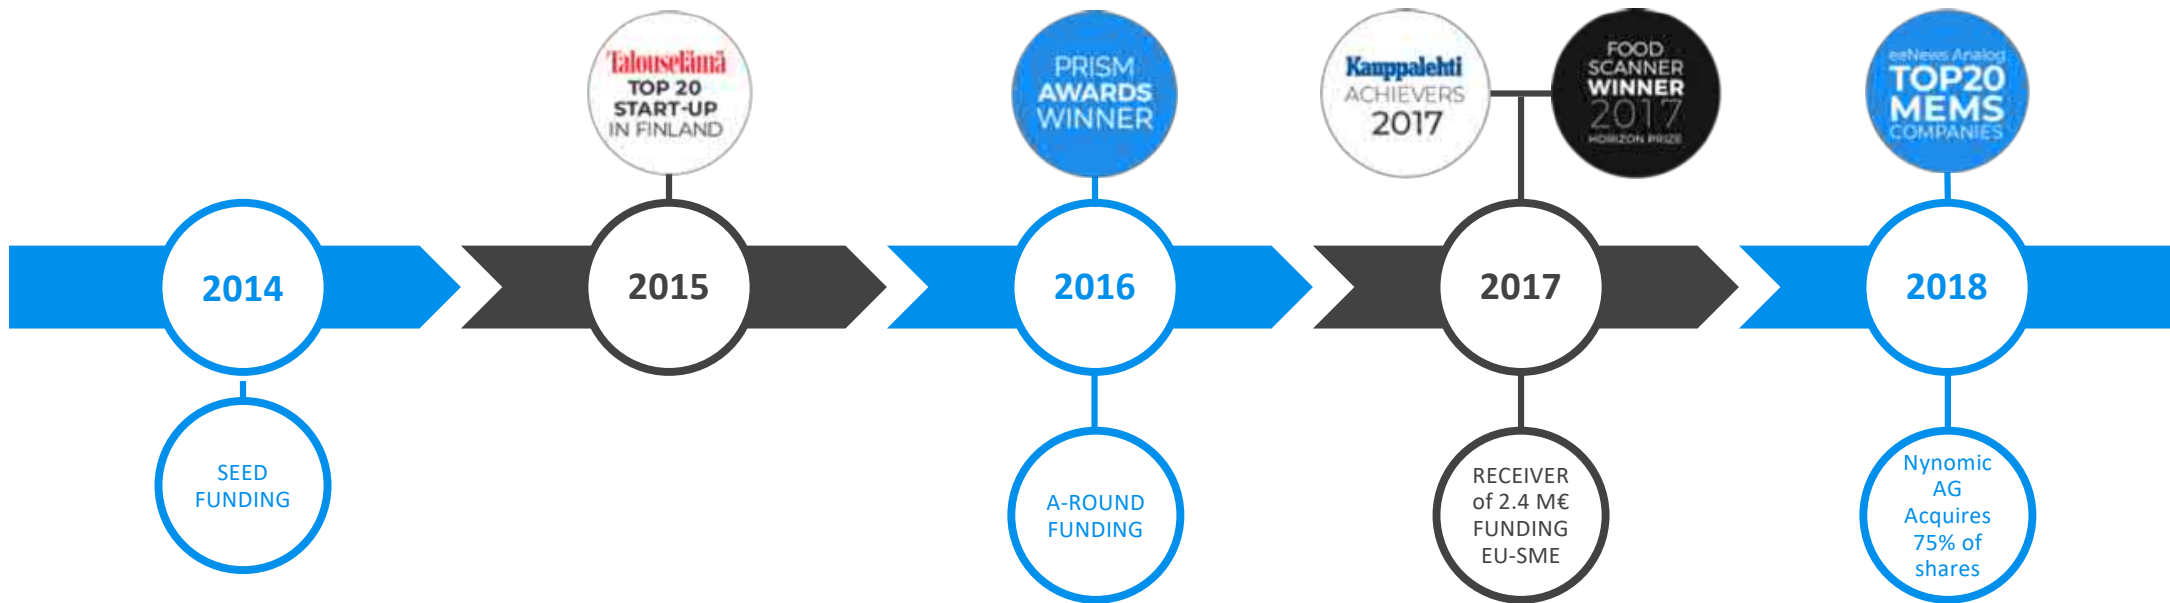 Talouselämä
TOP 20
START-UP
IN FINLAND
PRISM
AWARDS
WINNER
Kauppalehti
ACHIEVERS
2017
FOOD
SCANNER
WINNER
2017
HORIZON PRIZE
eeNews Analog
TOP20
MEMS
COMPANIES
2014
2015
2016
2017
2018
SEED
FUNDING
A-ROUND
FUNDING
RECEIVER
of 2.4 M€
FUNDING
EU-SME
Nynomic
AG
Acquires
75% of
shares